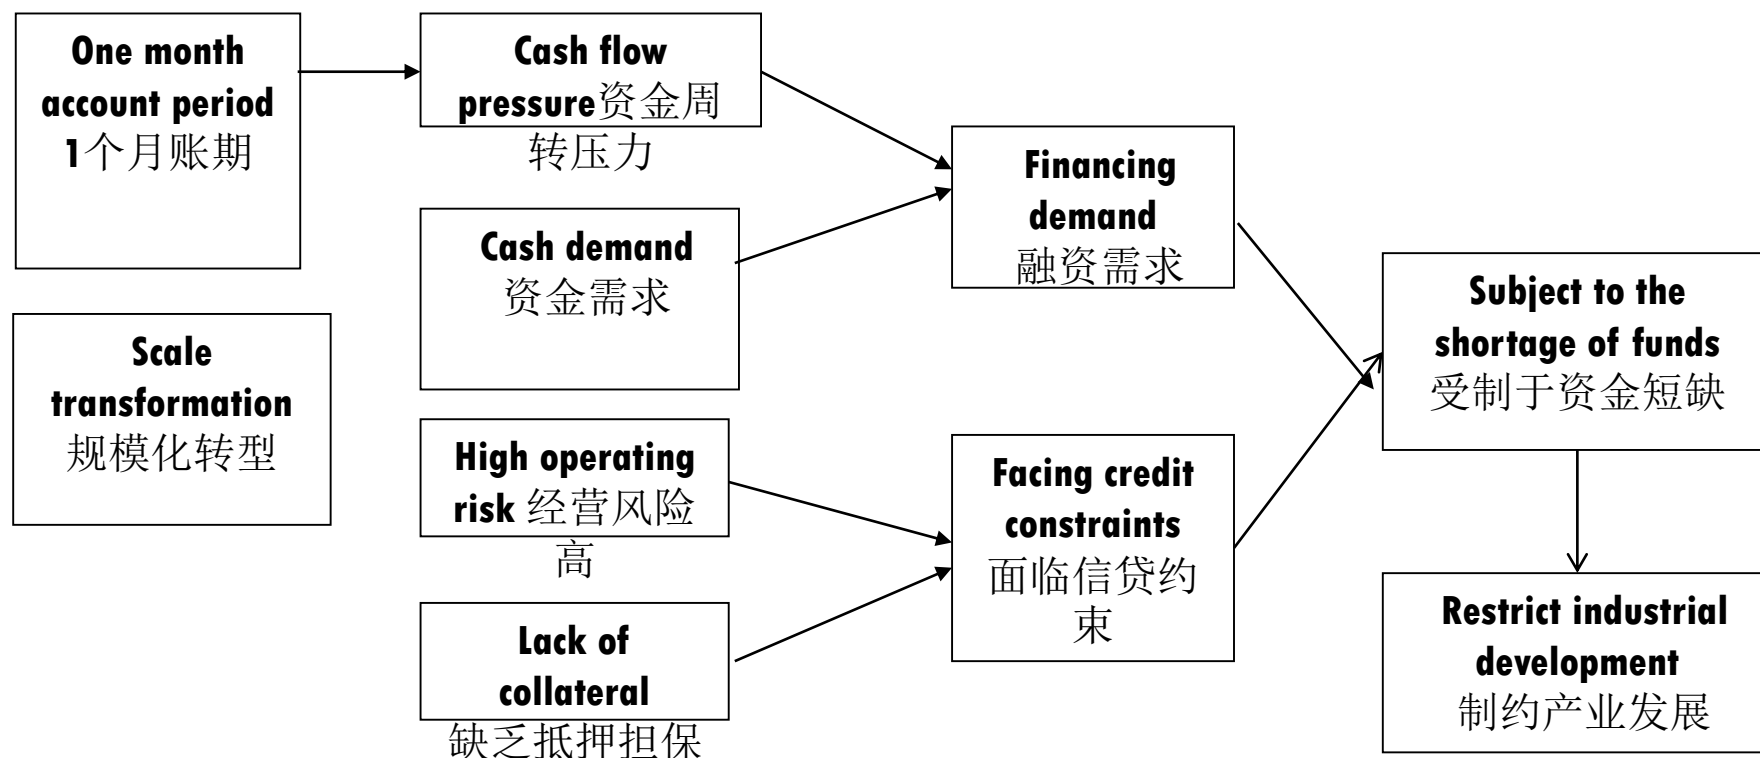 One month
account period
1个月账期
Cash flow
pressure资金周
转压力
Cash demand
资金需求
Scale
transformation
规模化转型
High operating
risk 经营风险
高
Lack of
collateral
缺乏抵押担保
Financing
demand
融资需求
Facing credit
constraints
面临信贷约
束
Subject to the
shortage of funds
受制于资金短缺
Restrict industrial
development
制约产业发展